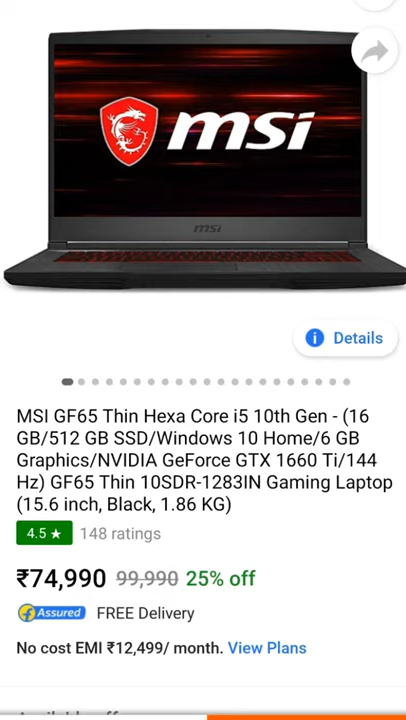 msi
msi
Details
MSI GF65 Thin Hexa Core i5 10th Gen - (16
GB/512 GB SSD/Windows 10 Home/6 GB
Graphics/NVIDIA GeForce GTX 1660 Ti/144
Hz) GF65 Thin 10SDR-1283IN Gaming Laptop
(15.6 inch, Black, 1.86 KG)
4.5★ 148 ratings
₹74,990 99,990 25% off
Assured FREE Delivery
No cost EMI ₹12,499/ month. View Plans